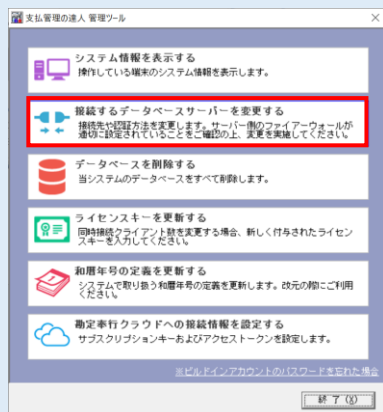 支払管理の達人 管理ツール
システム情報を表示する
操作している端末のシステム情報を表示します。
接続するデータベースサーバーを変更する
接続先や認証方法を変更します。サーバー側のファイアーウォールが
適切に設定されていることをご確認の上、変更を実施してください。
データベースを削除する
当システムのデータベースをすべて削除します。
ライセンスキーを更新する
同時接続クライアント数を変更する場合、新しく付与されたライセン
スキーを入力してください。
和暦年号の定義を更新する
システムで取り扱う和暦年号の定義を更新します。改元の際にご利用
ください。
勘定奉行クラウドへの接続情報を設定する
サブスクリプションキーおよびアクセストークンを設定します。
※ビルドインアカウントのパスワードを忘れた場合
終 了 (X)